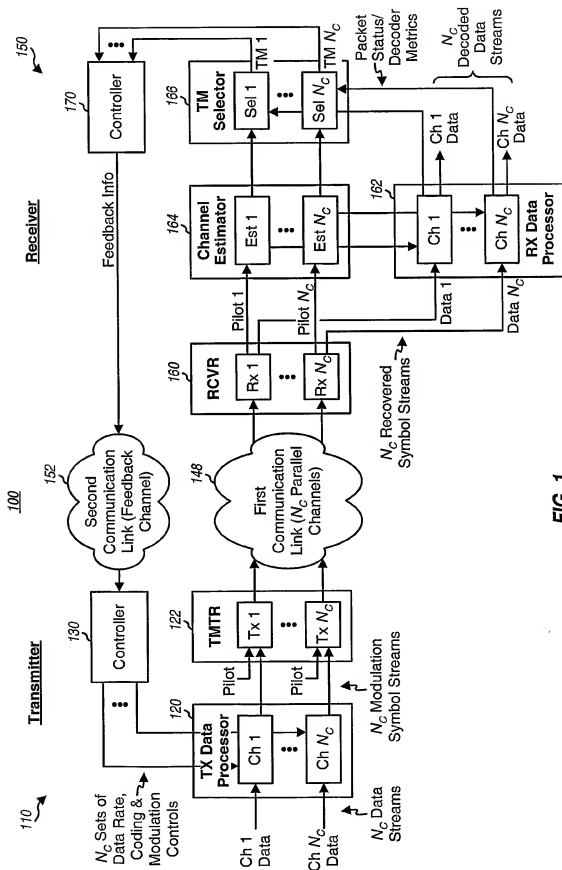 100
Transmitter
Receiver
110
150
Controller
130
Second
Communication
Link (Feedback
Channel)
152
Feedback Info
Controller
170
N_C Sets of
Data Rate,
Coding &
Modulation
Controls
TX Data
Processor
120
Ch 1
Ch N_C
Ch 1
Data
Ch N_C
Data
N_C Data
Streams
N_C Modulation
Symbol Streams
TMTR
122
Pilot
Pilot
Tx 1
Tx N_C
First
Communication
Link (N_C Parallel
Channels)
148
RCVR
160
Rx 1
Rx N_C
Pilot 1
Pilot N_C
N_C Recovered
Symbol Streams
Data 1
Data N_C
Channel
Estimator
164
Est 1
Est N_C
TM
Selector
166
Sel 1
Sel N_C
TM 1
TM N_C
Packet
Status/
Decoder
Metrics
162
Ch 1
Ch N_C
RX Data
Processor
Ch 1
Data
Ch N_C
Data
N_C
Decoded
Data
Streams
FIG. 1